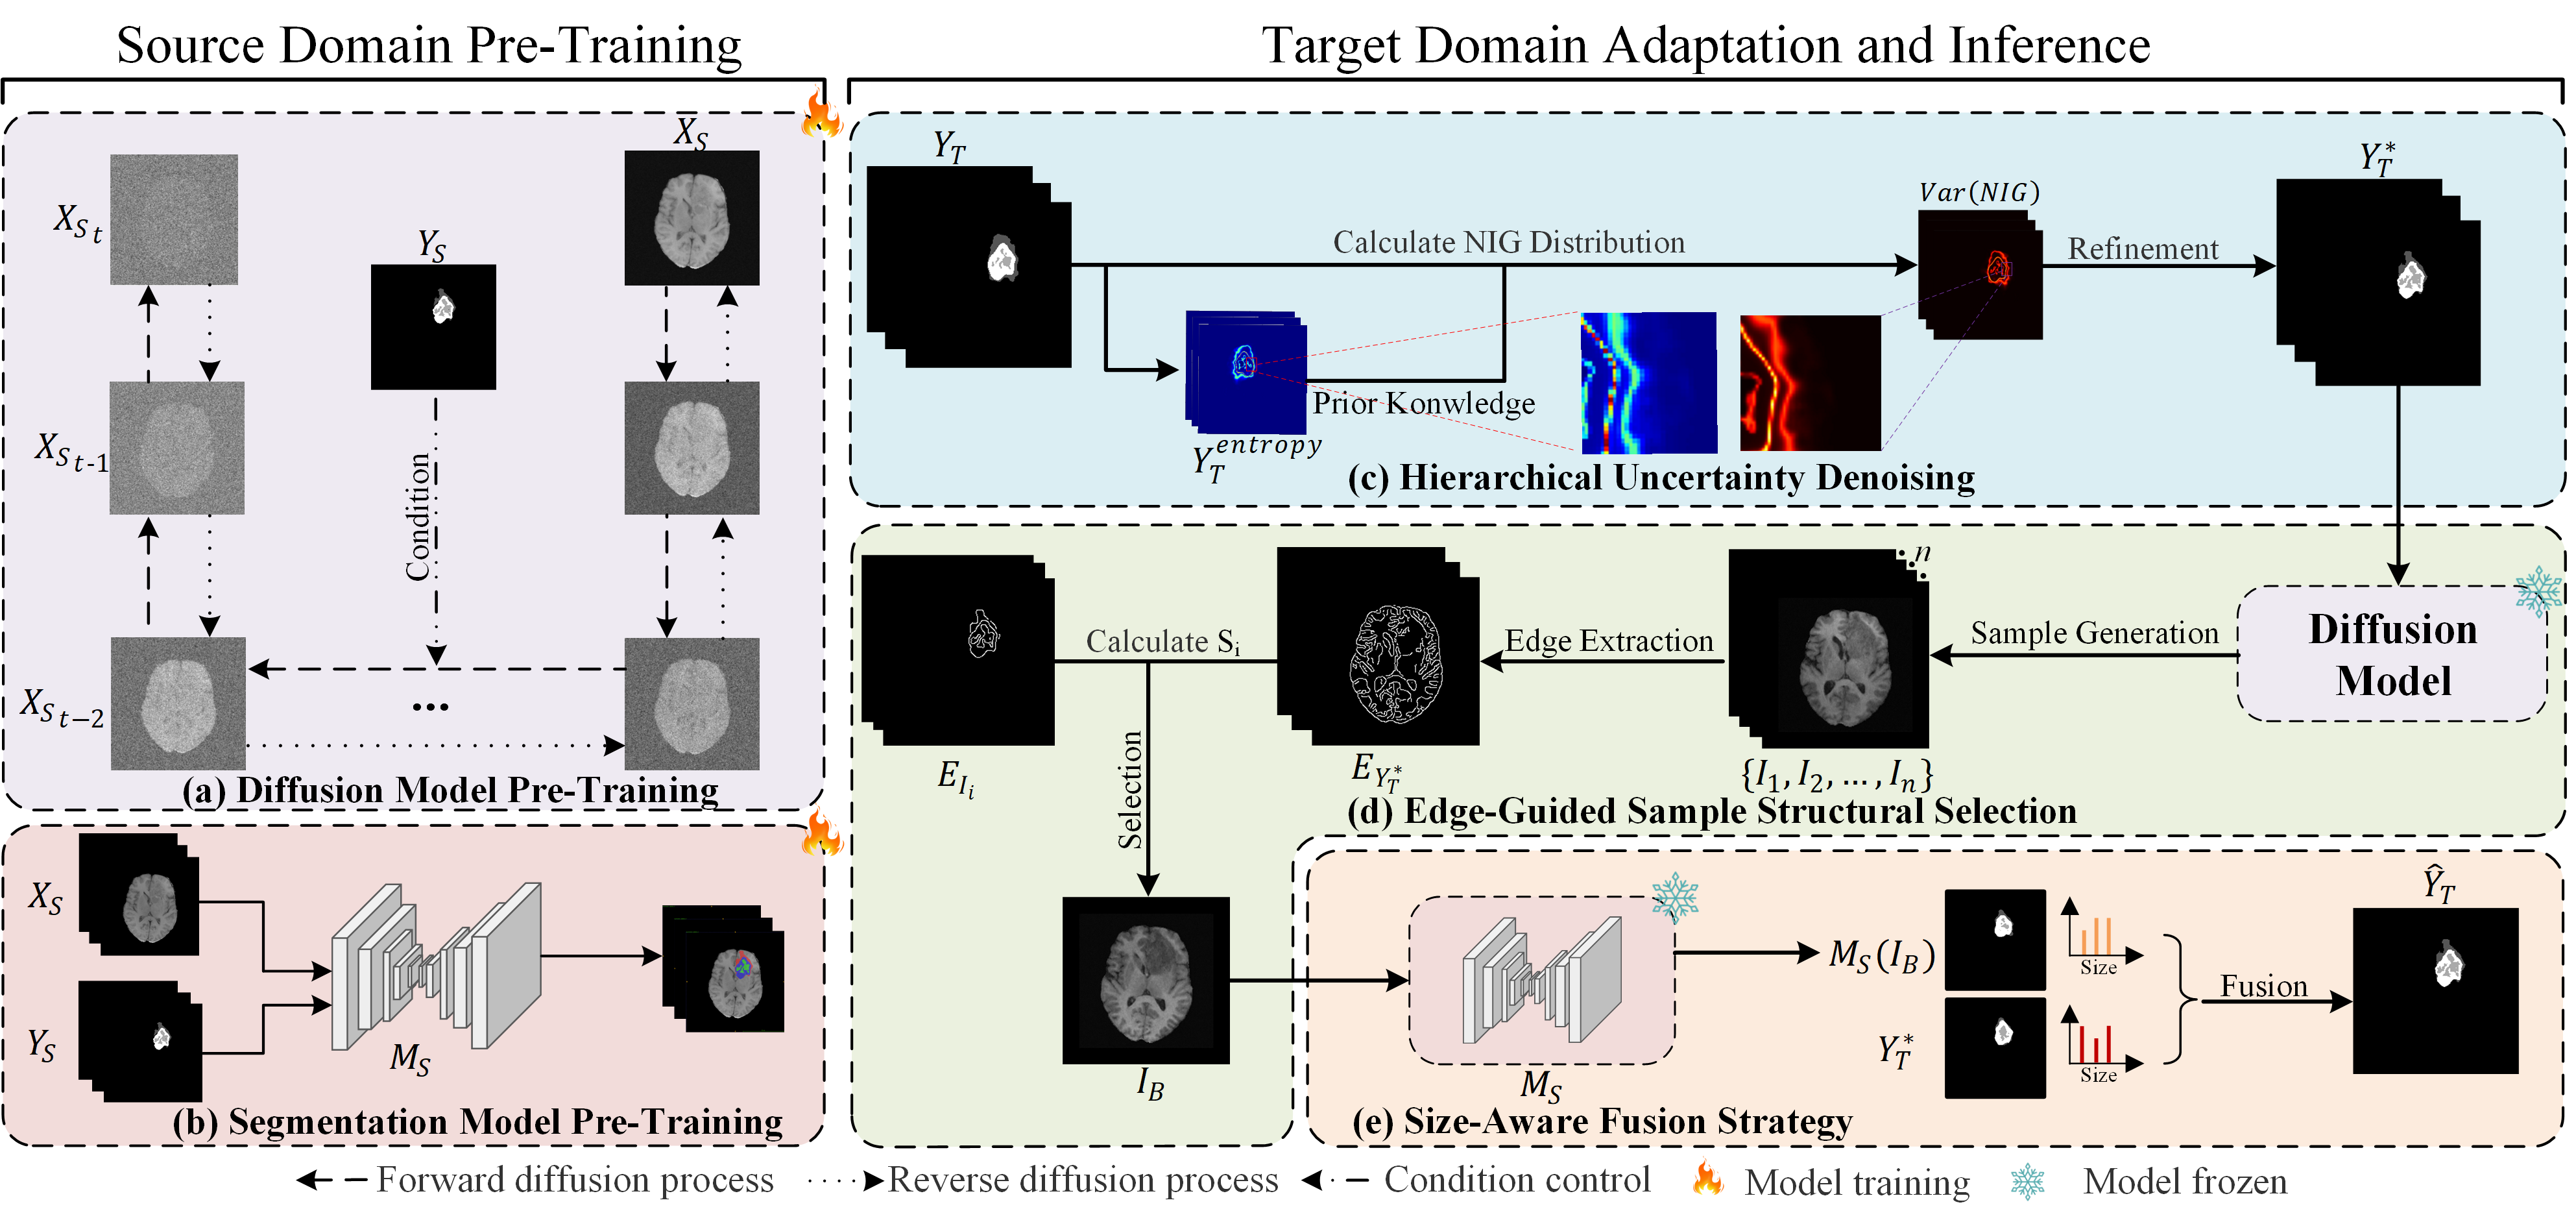 Source Domain Pre-Training
Target Domain Adaptation and Inference
X_S
X_{S_t}
Y_S
X_{S_{t-1}}
Condition
X_{S_{t-2}}
...
(a) Diffusion Model Pre-Training
X_S
Y_S
M_S
(b) Segmentation Model Pre-Training
Y_T
Calculate NIG Distribution
Var(NIG)
Refinement
Y_T^*
Prior Konwledge
Y_T^{entropy}
(c) Hierarchical Uncertainty Denoising
E_{I_i}
Calculate S_i
Selection
E_{Y_T^*}
Edge Extraction
n
{I_1, I_2, ..., I_n}
Sample Generation
Diffusion
Model
(d) Edge-Guided Sample Structural Selection
I_B
M_S
M_S(I_B)
Size
Y_T^*
Size
Fusion
Ŷ_T
(e) Size-Aware Fusion Strategy
Forward diffusion process
Reverse diffusion process
Condition control
Model training
Model frozen